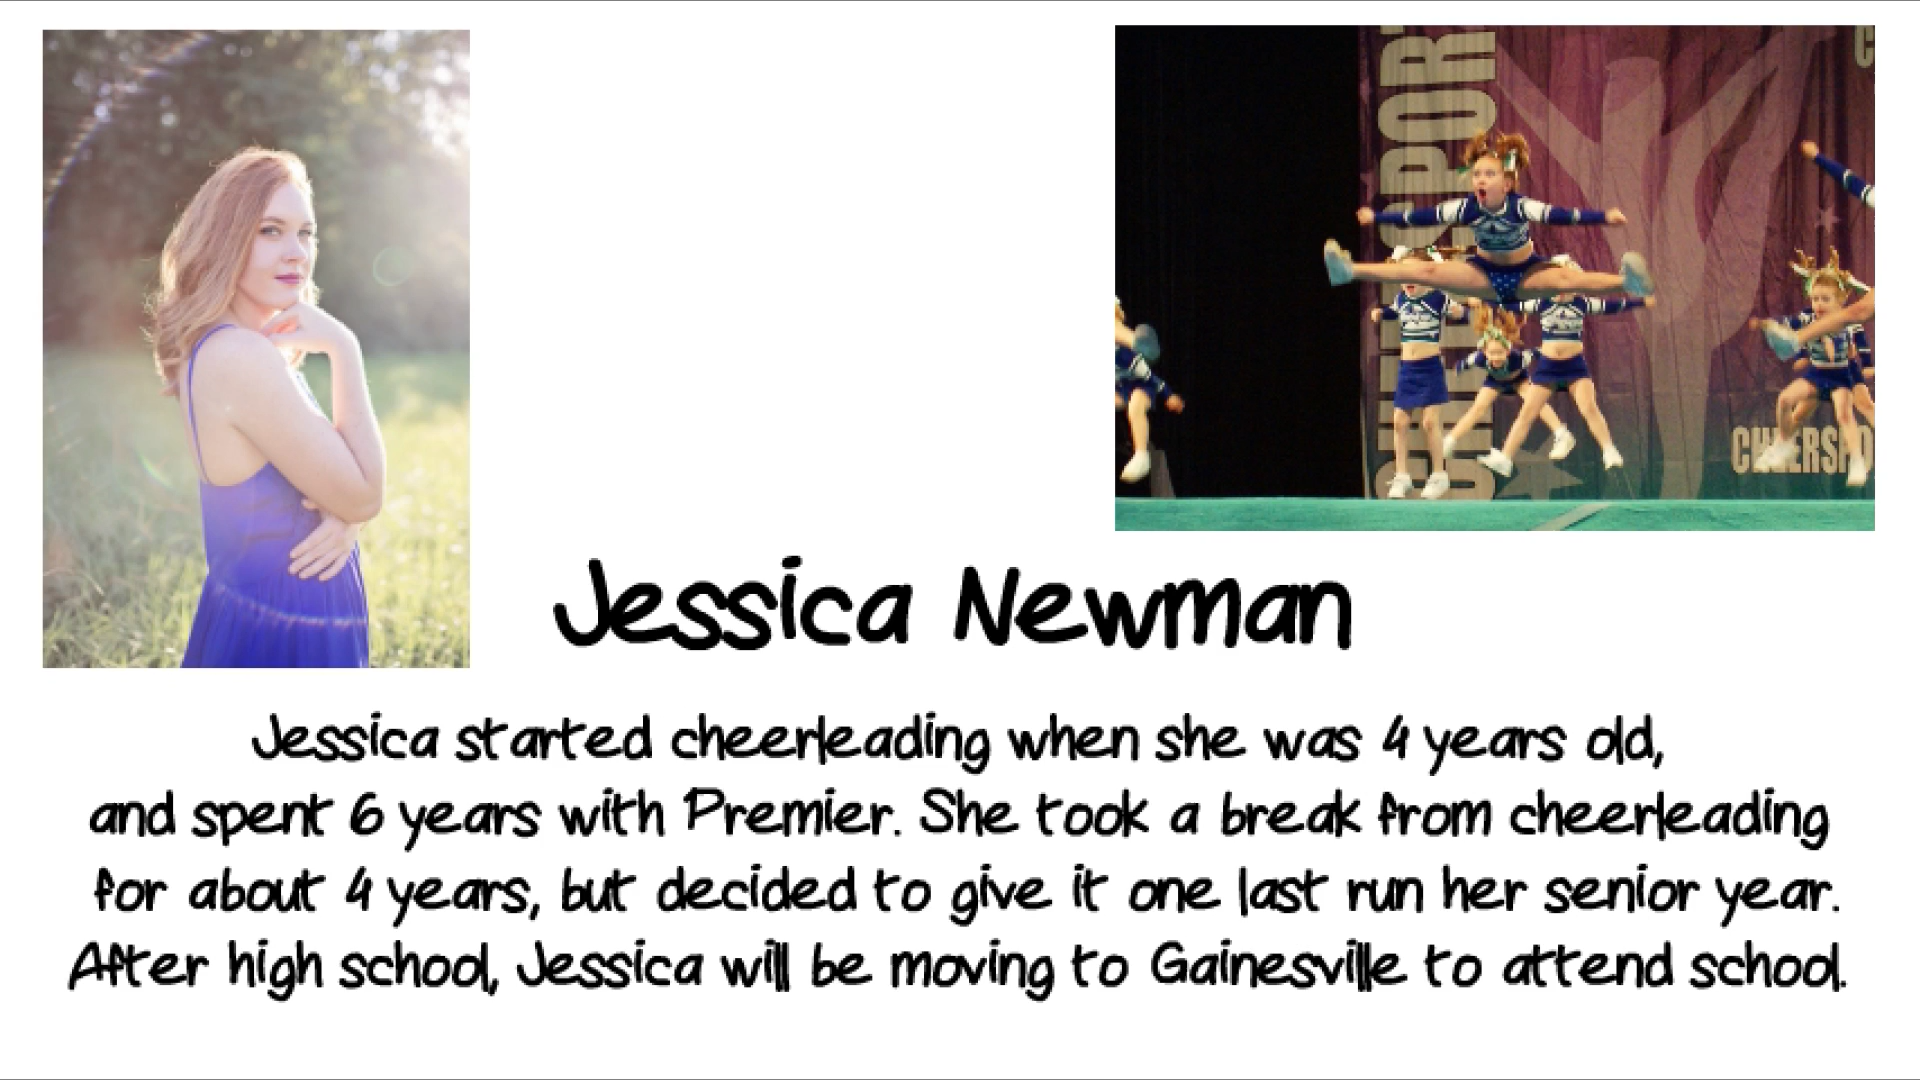 CHEERSPORT
Jessica Newman
Jessica started cheerleading when she was 4 years old,
and spent 6 years with Premier. She took a break from cheerleading
for about 4 years, but decided to give it one last run her senior year.
After high school, Jessica will be moving to Gainesville to attend school.